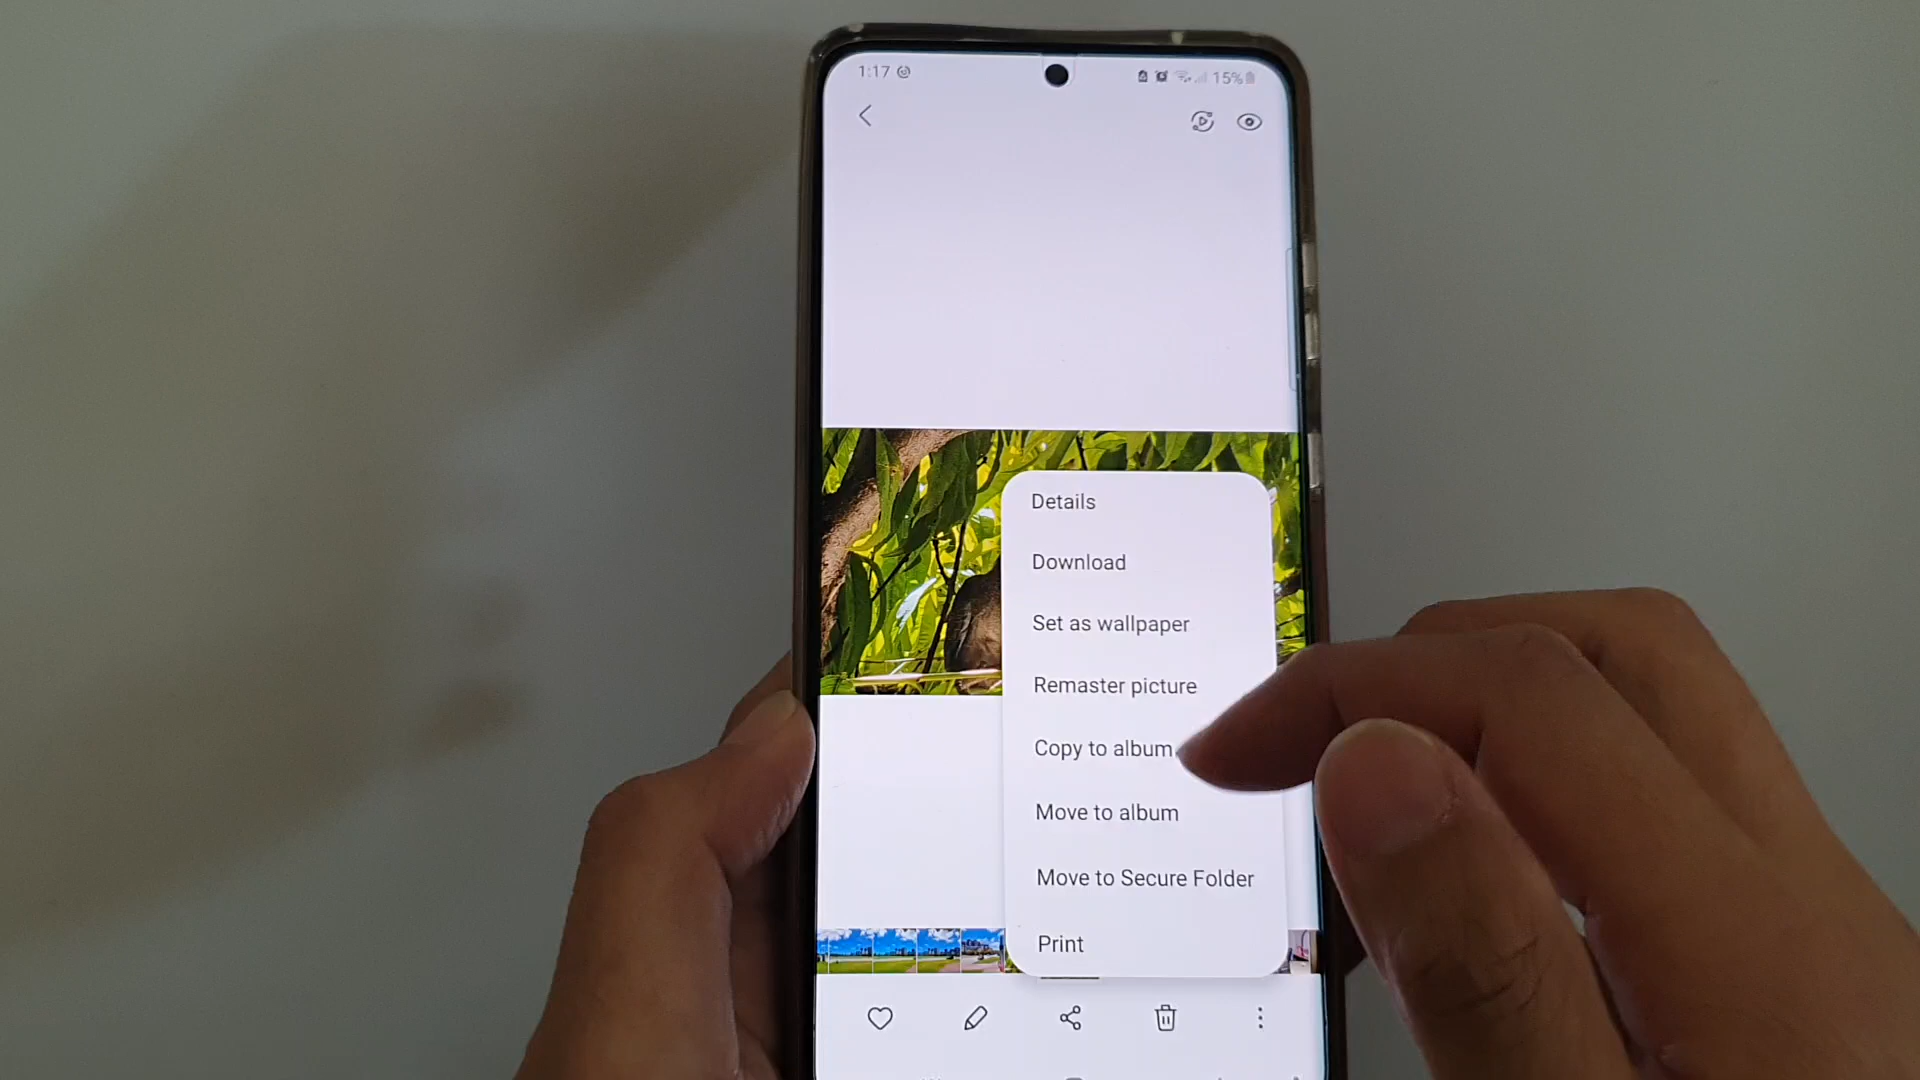 1:17
15%
Details
Download
Set as wallpaper
Remaster picture
Copy to album
Move to album
Move to Secure Folder
Print